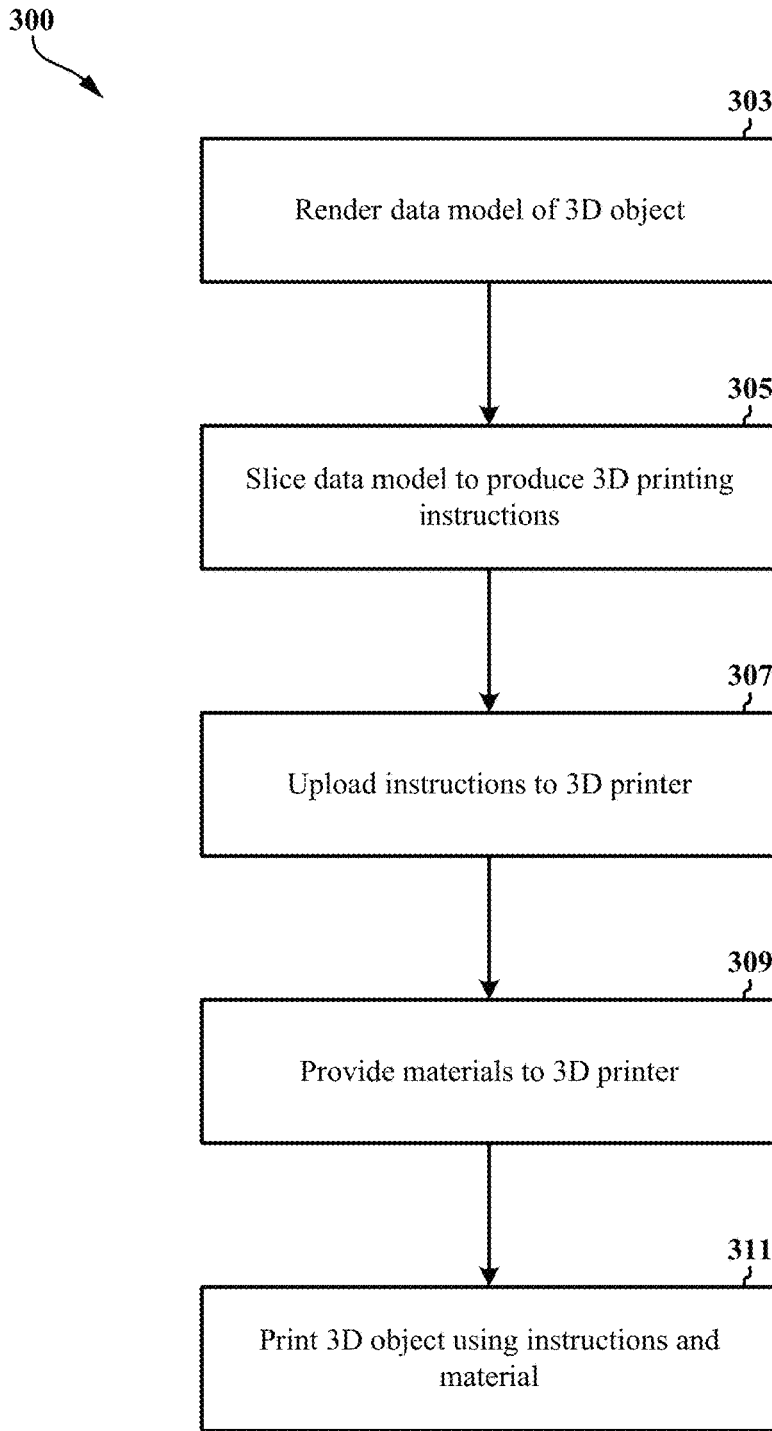 300
303
Render data model of 3D object
305
Slice data model to produce 3D printing
instructions
307
Upload instructions to 3D printer
309
Provide materials to 3D printer
311
Print 3D object using instructions and
material